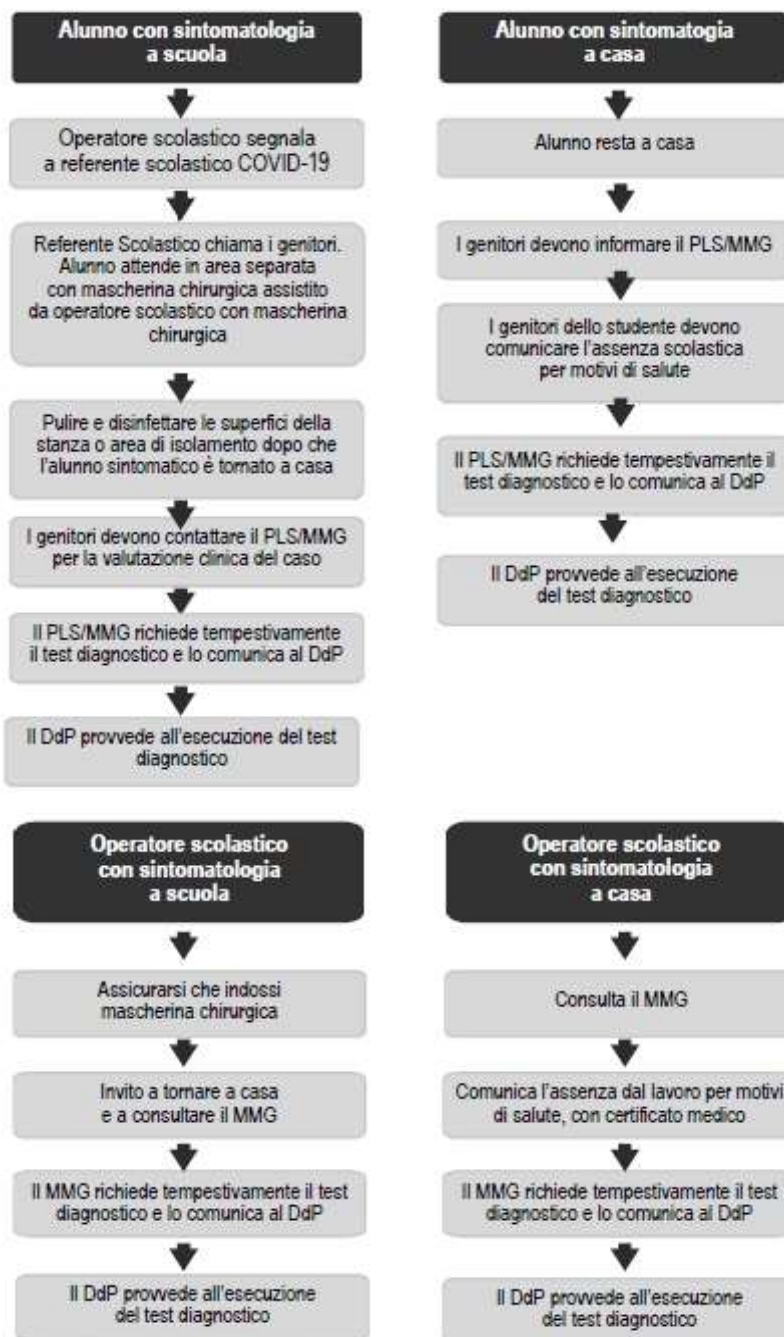 Alunno con sintomatologia
a scuola
Operatore scolastico segnala
a referente scolastico COVID-19
Referente Scolastico chiama i genitori.
Alunno attende in area separata
con mascherina chirurgica assistito
da operatore scolastico con mascherina
chirurgica
Pulire e disinfettare le superfici della
stanza o area di isolamento dopo che
l'alunno sintomatico è tornato a casa
I genitori devono contattare il PLS/MMG
per la valutazione clinica del caso
Il PLS/MMG richiede tempestivamente
il test diagnostico e lo comunica al DdP
Il DdP provvede all'esecuzione del test
diagnostico
Alunno con sintomatogia
a casa
Alunno resta a casa
I genitori devono informare il PLS/MMG
I genitori dello studente devono
comunicare l'assenza scolastica
per motivi di salute
Il PLS/MMG richiede tempestivamente il
test diagnostico e lo comunica al DdP
Il DdP provvede all'esecuzione
del test diagnostico
Operatore scolastico
con sintomatologia
a scuola
Assicurarsi che indossi
mascherina chirurgica
Invito a tornare a casa
e a consultare il MMG
Il MMG richiede tempestivamente il test
diagnostico e lo comunica al DdP
Il DdP provvede all'esecuzione
del test diagnostico
Operatore scolastico
con sintomatologia
a casa
Consulta il MMG
Comunica l'assenza dal lavoro per motivi
di salute, con certificato medico
Il MMG richiede tempestivamente il test
diagnostico e lo comunica al DdP
Il DdP provvede all'esecuzione
del test diagnostico